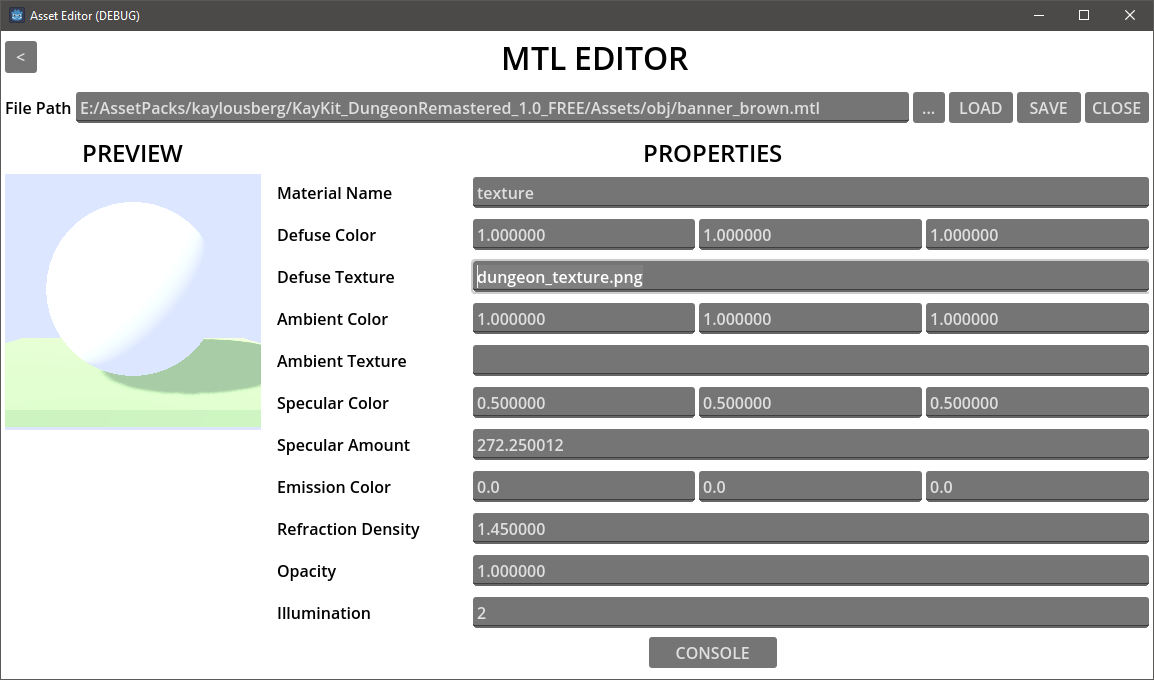 Asset Editor (DEBUG)
< MTL EDITOR
File Path E:/AssetPacks/kaylousberg/KayKit_DungeonRemastered_1.0_FREE/Assets/obj/banner_brown.mtl ... LOAD SAVE CLOSE
PREVIEW PROPERTIES
Material Name texture
Defuse Color 1.000000 1.000000 1.000000
Defuse Texture dungeon_texture.png
Ambient Color 1.000000 1.000000 1.000000
Ambient Texture
Specular Color 0.500000 0.500000 0.500000
Specular Amount 272.250012
Emission Color 0.0 0.0 0.0
Refraction Density 1.450000
Opacity 1.000000
Illumination 2
CONSOLE